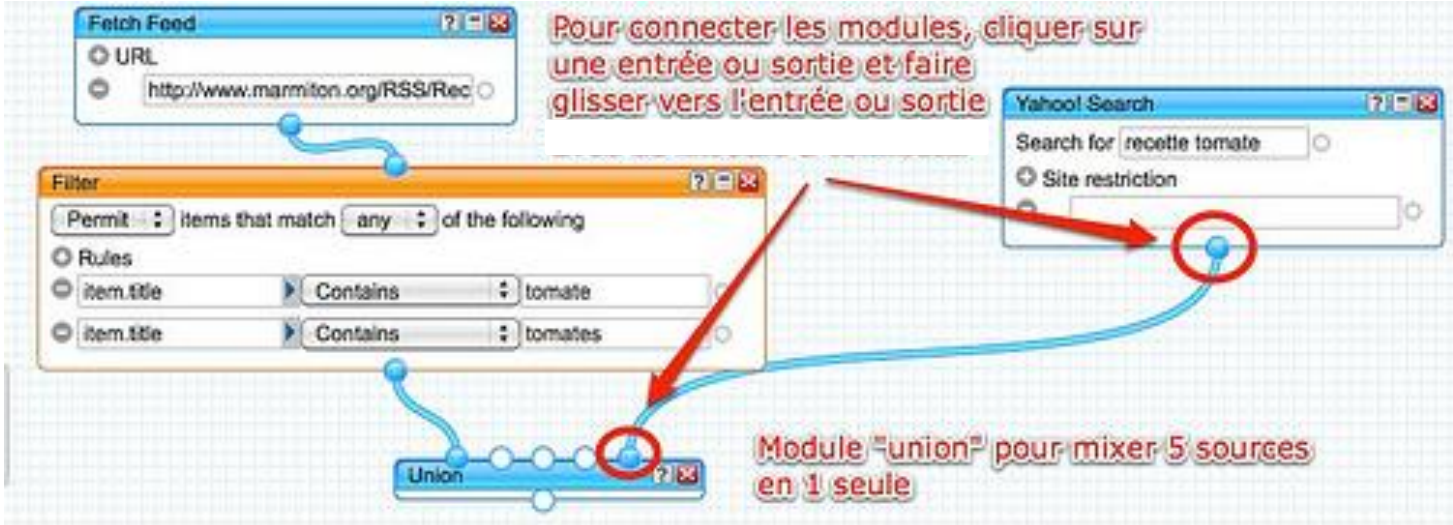 Fetch Feed
URL
http://www.marmiton.org/RSS/Rec
Pour connecter les modules, cliquer sur
une entrée ou sortie et faire
glisser vers l'entrée ou sortie
Yahoo! Search
Search for recette tomate
Site restriction
Filter
Permit items that match any of the following
Rules
item.title Contains tomate
item.title Contains tomates
Union
Module "union" pour mixer 5 sources
en 1 seule